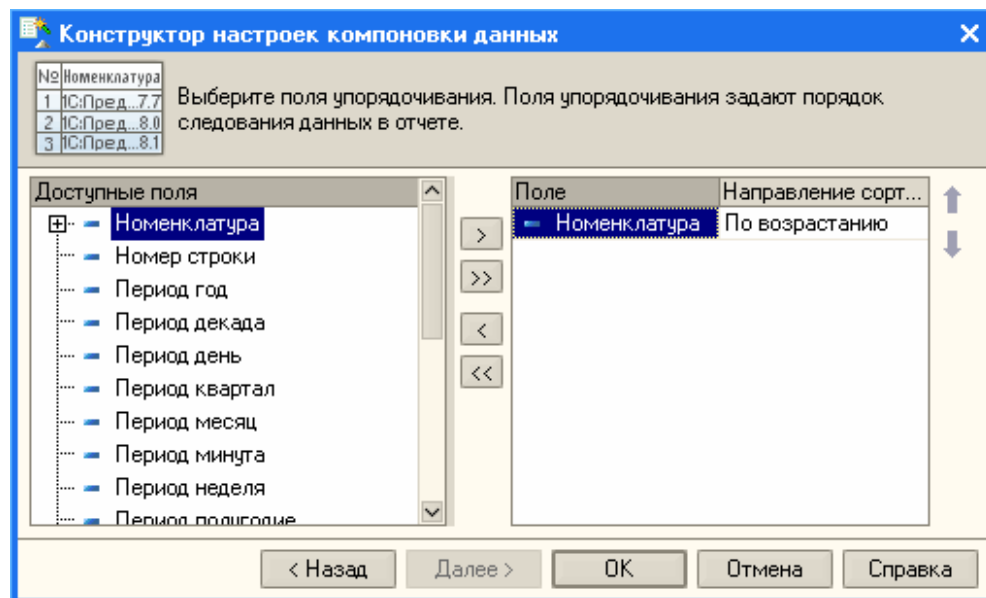 Конструктор настроек компоновки данных
№ Номенклатура
1 1С:Пред...7.7
2 1С:Пред...8.0
3 1С:Пред...8.1
Выберите поля упорядочивания. Поля упорядочивания задают порядок
следования данных в отчете.
Доступные поля
Номенклатура
Номер строки
Период год
Период декада
Период день
Период квартал
Период месяц
Период минута
Период неделя
Период полугодие
>
>>
<
<<
Поле Направление сорт...
Номенклатура По возрастанию
< Назад Далее > OK Отмена Справка